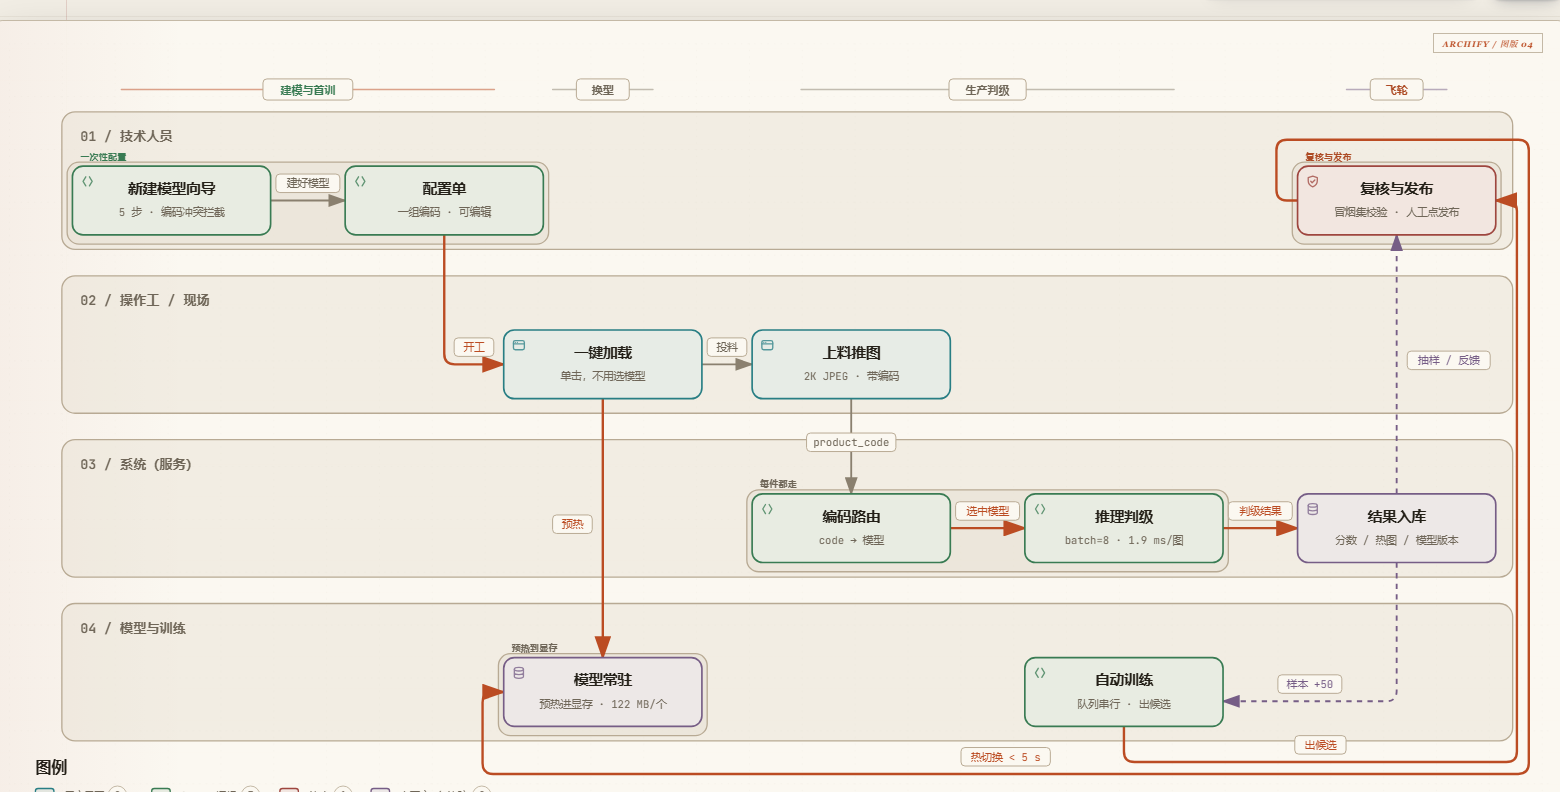 ARCHIFY / 图版 04
建模与首训
换型
生产判级
飞轮
01 / 技术人员
一次性配置
新建模型向导
5 步 · 编码冲突拦截
建好模型
配置单
一组编码 · 可编辑
复核与发布
复核与发布
冒烟集校验 · 人工点发布
02 / 操作工 / 现场
开工
一键加载
单击, 不用选模型
投料
上料推图
2K JPEG · 带编码
抽样 / 反馈
product_code
03 / 系统 (服务)
每件都走
编码路由
code → 模型
选中模型
推理判级
batch=8 · 1.9 ms/图
判级结果
结果入库
分数 / 热图 / 模型版本
预热
04 / 模型与训练
预热到显存
模型常驻
预热进显存 · 122 MB/个
自动训练
队列串行 · 出候选
样本 +50
出候选
热切换 < 5 s
图例